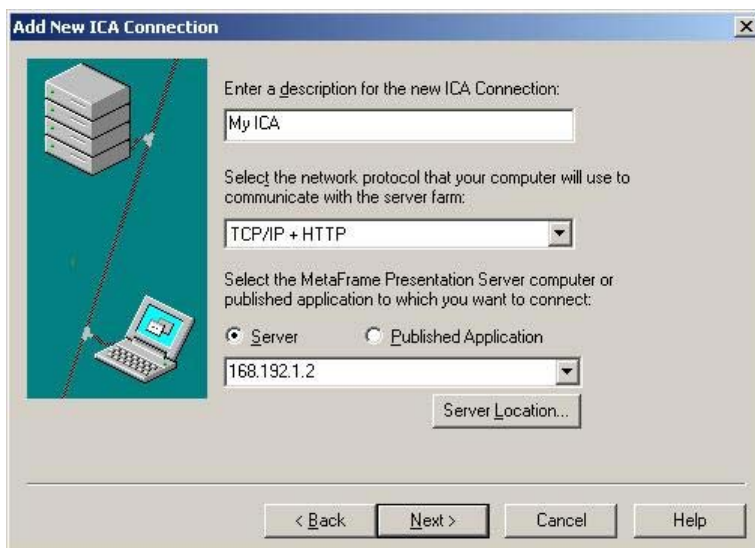 Add New ICA Connection
Enter a description for the new ICA Connection:
My ICA
Select the network protocol that your computer will use to
communicate with the server farm:
TCP/IP + HTTP
Select the MetaFrame Presentation Server computer or
published application to which you want to connect:
Server Published Application
168.192.1.2
Server Location...
< Back Next > Cancel Help